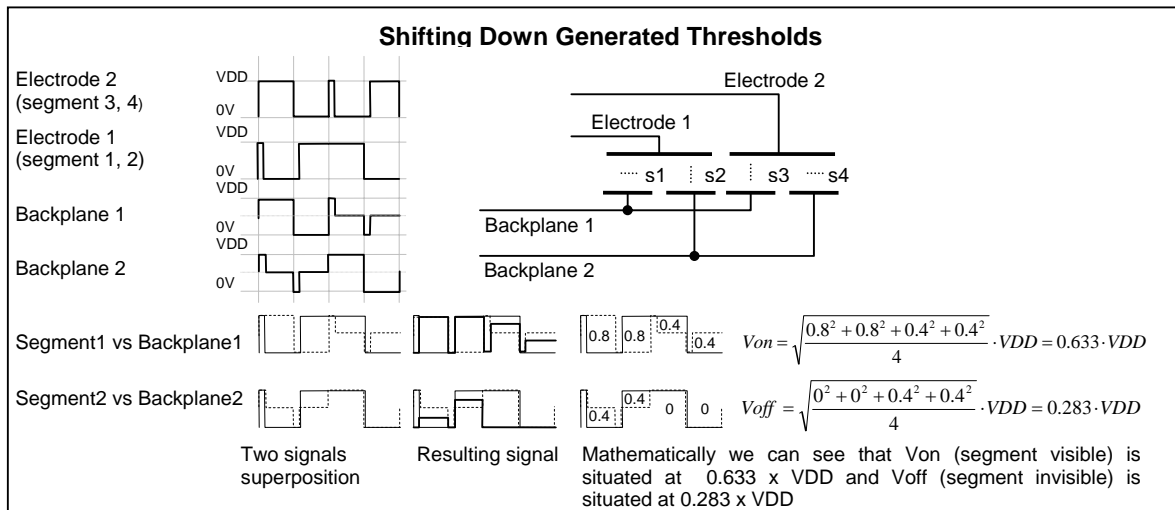 Shifting Down Generated Thresholds
Electrode 2
(segment 3, 4)
VDD
0V
Electrode 1
(segment 1, 2)
VDD
0V
Backplane 1
VDD
0V
Backplane 2
VDD
0V
Electrode 2
Electrode 1
s1 s2 s3 s4
Backplane 1
Backplane 2
Segment1 vs Backplane1
0.8 0.8 0.4 0.4
Von = √((0.8² + 0.8² + 0.4² + 0.4²)/4) · VDD = 0.633 · VDD
Segment2 vs Backplane2
0.4 0.4 0 0
Voff = √((0² + 0² + 0.4² + 0.4²)/4) · VDD = 0.283 · VDD
Two signals
superposition
Resulting signal
Mathematically we can see that Von (segment visible) is
situated at 0.633 x VDD and Voff (segment invisible) is
situated at 0.283 x VDD